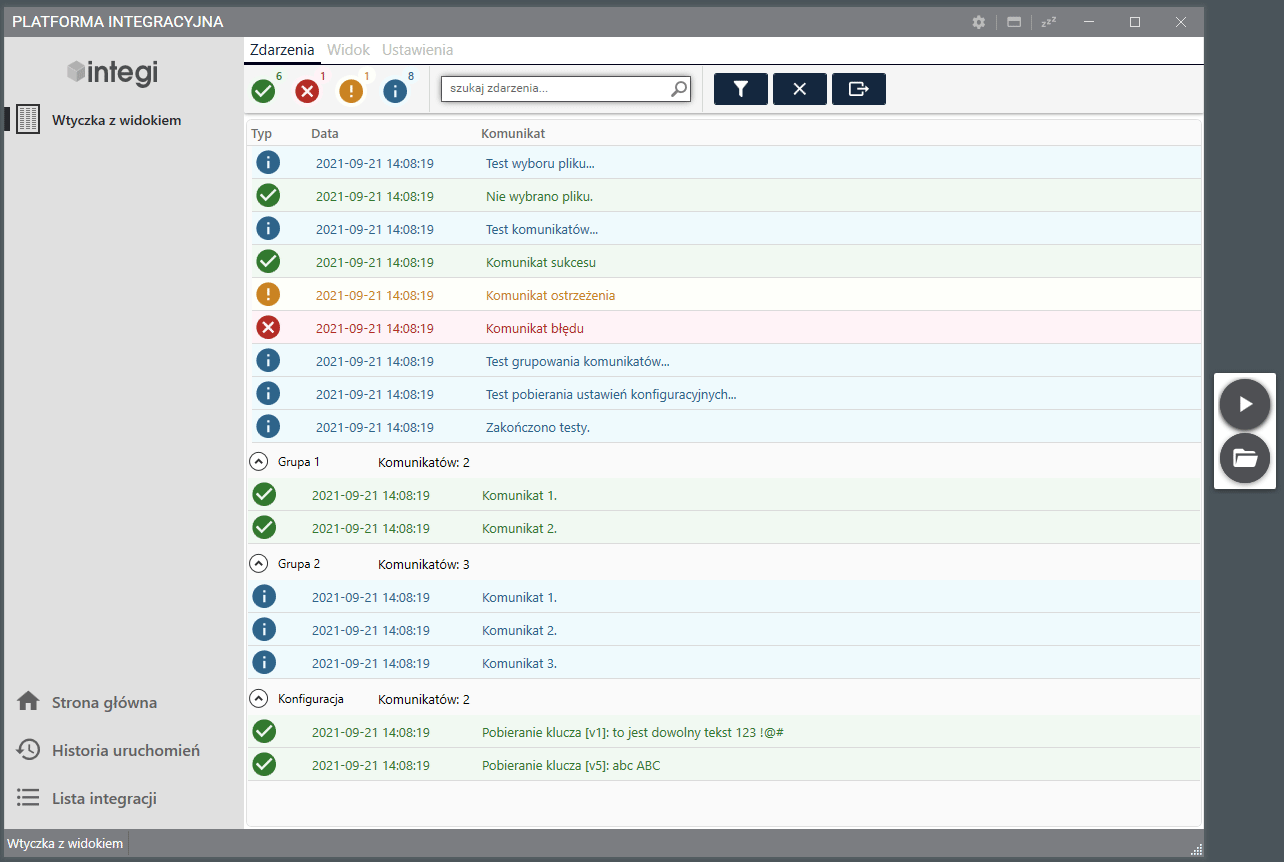 PLATFORMA INTEGRACYJNA
zzz
integi
Wtyczka z widokiem
Zdarzenia Widok Ustawienia
6 1 1 8
szukaj zdarzenia...
Typ Data Komunikat
2021-09-21 14:08:19 Test wyboru pliku...
2021-09-21 14:08:19 Nie wybrano pliku.
2021-09-21 14:08:19 Test komunikatów...
2021-09-21 14:08:19 Komunikat sukcesu
2021-09-21 14:08:19 Komunikat ostrzeżenia
2021-09-21 14:08:19 Komunikat błędu
2021-09-21 14:08:19 Test grupowania komunikatów...
2021-09-21 14:08:19 Test pobierania ustawień konfiguracyjnych...
2021-09-21 14:08:19 Zakończono testy.
Grupa 1 Komunikatów: 2
2021-09-21 14:08:19 Komunikat 1.
2021-09-21 14:08:19 Komunikat 2.
Grupa 2 Komunikatów: 3
2021-09-21 14:08:19 Komunikat 1.
2021-09-21 14:08:19 Komunikat 2.
2021-09-21 14:08:19 Komunikat 3.
Konfiguracja Komunikatów: 2
2021-09-21 14:08:19 Pobieranie klucza [v1]: to jest dowolny tekst 123 !@#
2021-09-21 14:08:19 Pobieranie klucza [v5]: abc ABC
Strona główna
Historia uruchomień
Lista integracji
Wtyczka z widokiem